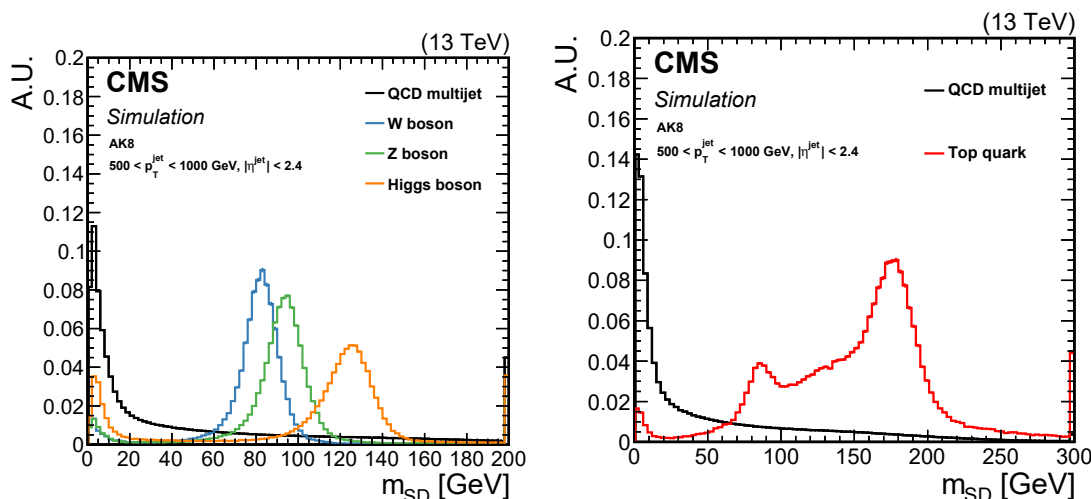 (13 TeV)
A.U.
0.2
0.18
0.16
0.14
0.12
0.1
0.08
0.06
0.04
0.02
0
CMS
Simulation
AK8
500 < p_T^jet < 1000 GeV, |η^jet| < 2.4
QCD multijet
W boson
Z boson
Higgs boson
0 20 40 60 80 100 120 140 160 180 200
m_SD [GeV]
(13 TeV)
A.U.
0.2
0.18
0.16
0.14
0.12
0.1
0.08
0.06
0.04
0.02
0
CMS
Simulation
AK8
500 < p_T^jet < 1000 GeV, |η^jet| < 2.4
QCD multijet
Top quark
0 50 100 150 200 250 300
m_SD [GeV]